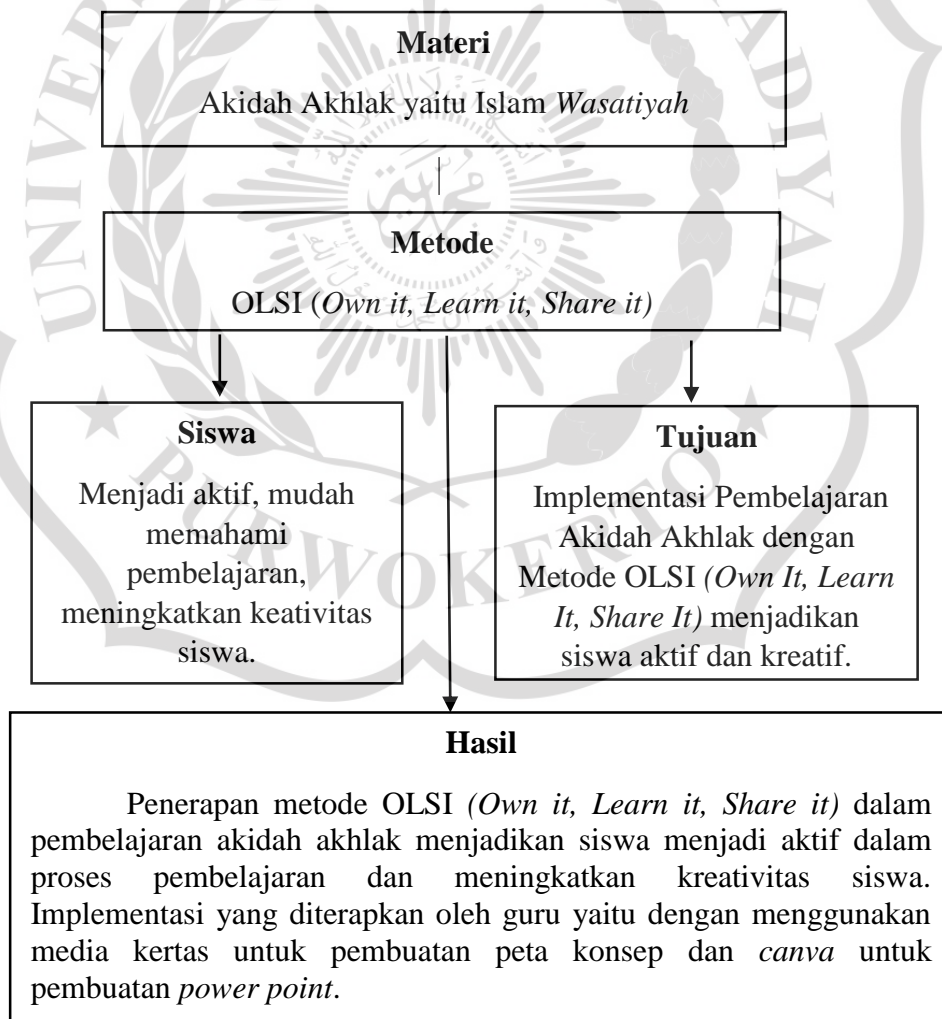 Materi
Akidah Akhlak yaitu Islam Wasatiyah
Metode
OLSI (Own it, Learn it, Share it)
Siswa
Menjadi aktif, mudah
memahami
pembelajaran,
meningkatkan keativitas
siswa.
Tujuan
Implementasi Pembelajaran
Akidah Akhlak dengan
Metode OLSI (Own It, Learn
It, Share It) menjadikan
siswa aktif dan kreatif.
Hasil
Penerapan metode OLSI (Own it, Learn it, Share it) dalam
pembelajaran akidah akhlak menjadikan siswa menjadi aktif dalam
proses pembelajaran dan meningkatkan kreativitas siswa.
Implementasi yang diterapkan oleh guru yaitu dengan menggunakan
media kertas untuk pembuatan peta konsep dan canva untuk
pembuatan power point.
PURWOKERTO